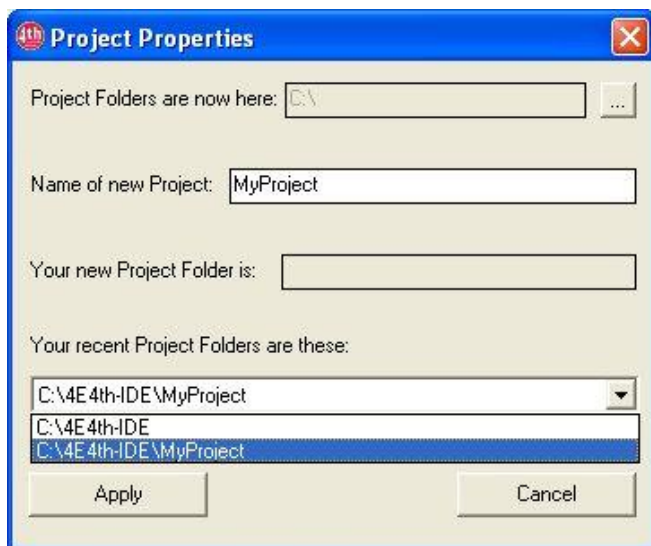 4th Project Properties
Project Folders are now here: C:\ ...
Name of new Project: MyProject
Your new Project Folder is:
Your recent Project Folders are these:
C:\4E4th-IDE\MyProject
C:\4E4th-IDE
C:\4E4th-IDE\MyProject
Apply Cancel